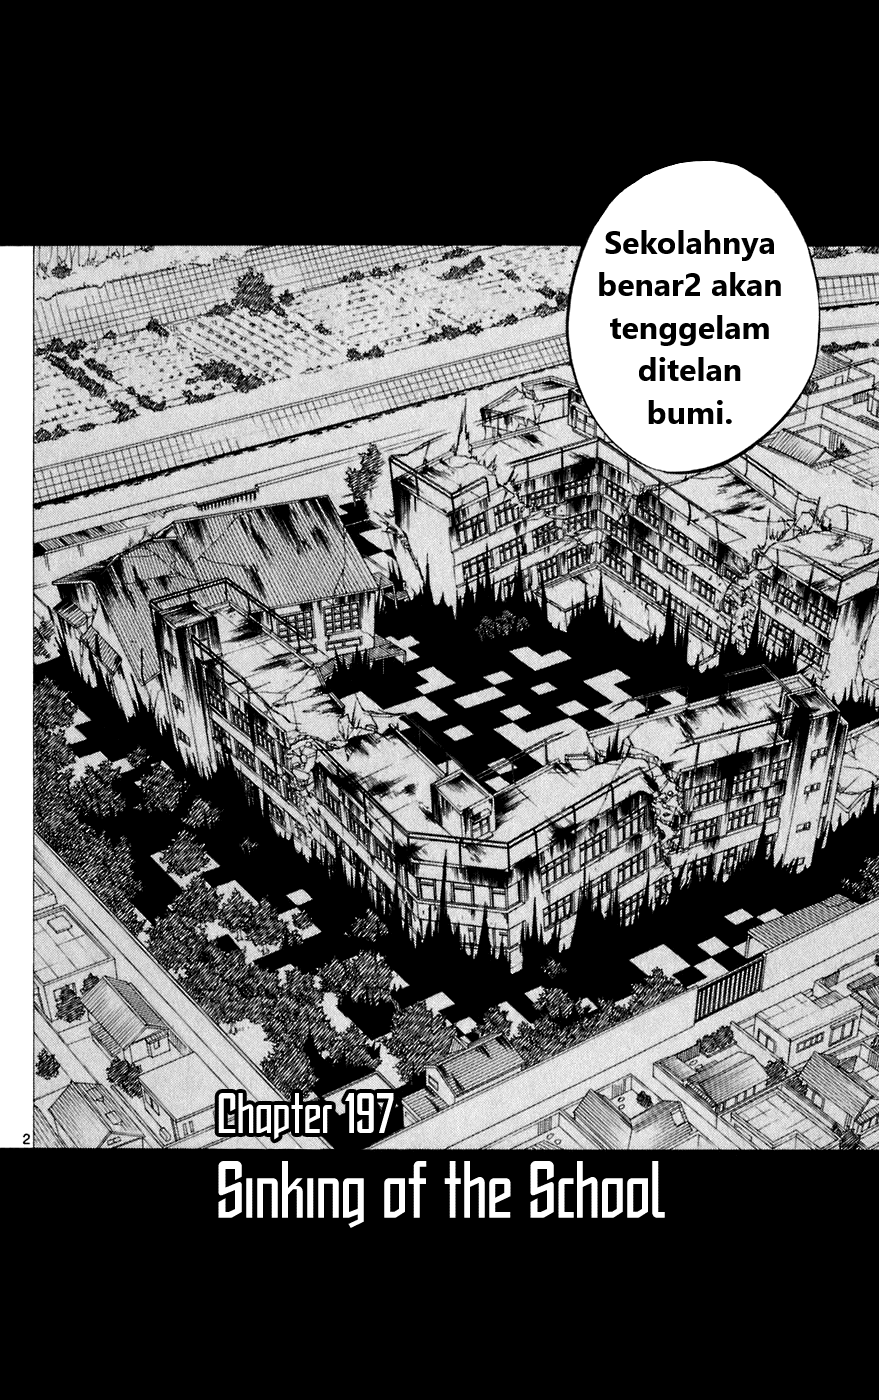 Sekolahnya
benar2 akan
tenggelam
ditelan
bumi.
2
Chapter 197
Sinking of the School